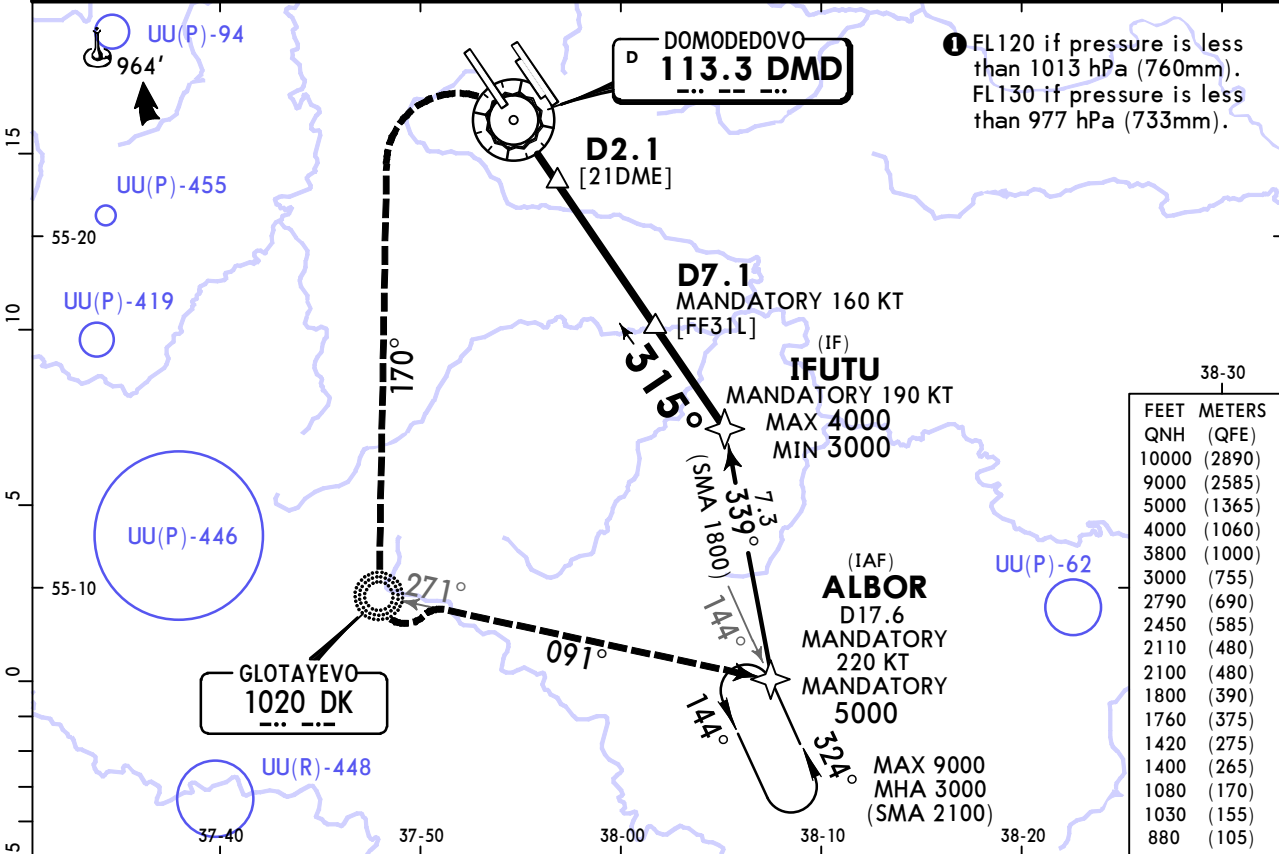 UU(P)-94
964'
DOMODEDOVO
D 113.3 DMD
❶ FL120 if pressure is less
than 1013 hPa (760mm).
FL130 if pressure is less
than 977 hPa (733mm).
15
D2.1
[21DME]
UU(P)-455
55-20
D7.1
MANDATORY 160 KT
[FF31L]
UU(P)-419
10
170°
315°
(IF)
IFUTU
MANDATORY 190 KT
MAX 4000
MIN 3000
38-30
5
UU(P)-446
(SMA 1800)
7.3
339°
144°
(IAF)
ALBOR
D17.6
MANDATORY
220 KT
MANDATORY
5000
UU(P)-62
55-10
271°
091°
0
GLOTAYEVO
1020 DK
144°
324°
MAX 9000
MHA 3000
(SMA 2100)
UU(R)-448
5
37-40
37-50
38-00
38-10
38-20
FEET METERS
QNH (QFE)
10000 (2890)
9000 (2585)
5000 (1365)
4000 (1060)
3800 (1000)
3000 (755)
2790 (690)
2450 (585)
2110 (480)
2100 (480)
1800 (390)
1760 (375)
1420 (275)
1400 (265)
1080 (170)
1030 (155)
880 (105)